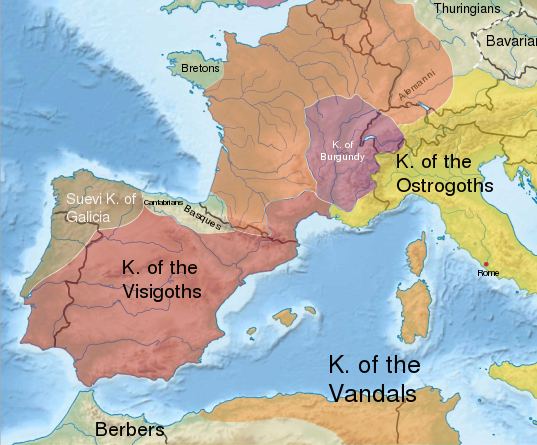 Thuringians
Bavarian
Bretons
Alemanni
K. of
Burgundy
K. of the
Ostrogoths
Suevi K. of
Galicia
Cantabrians
Basques
K. of the
Visigoths
Rome
K. of the
Vandals
Berbers